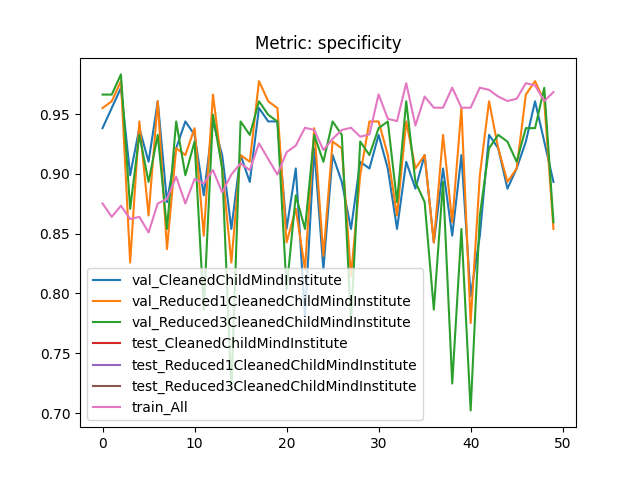 Metric: specificity
0.95
0.90
0.85
0.80
0.75
0.70
val_CleanedChildMindInstitute
val_Reduced1CleanedChildMindInstitute
val_Reduced3CleanedChildMindInstitute
test_CleanedChildMindInstitute
test_Reduced1CleanedChildMindInstitute
test_Reduced3CleanedChildMindInstitute
train_All
0 10 20 30 40 50